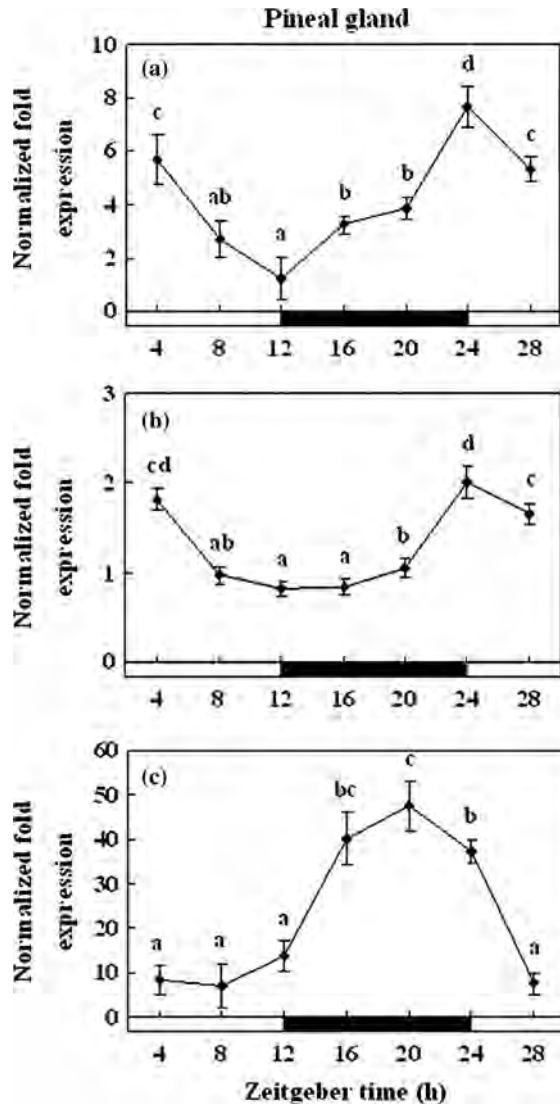 Pineal gland
(a)
Normalized fold
expression
10
8
6
4
2
0
c
ab
a
b
b
d
c
4 8 12 16 20 24 28
(b)
Normalized fold
expression
3
2
1
0
cd
ab
a
a
b
d
c
4 8 12 16 20 24 28
(c)
Normalized fold
expression
60
50
40
30
20
10
0
a
a
a
bc
c
b
a
4 8 12 16 20 24 28
Zeitgeber time (h)